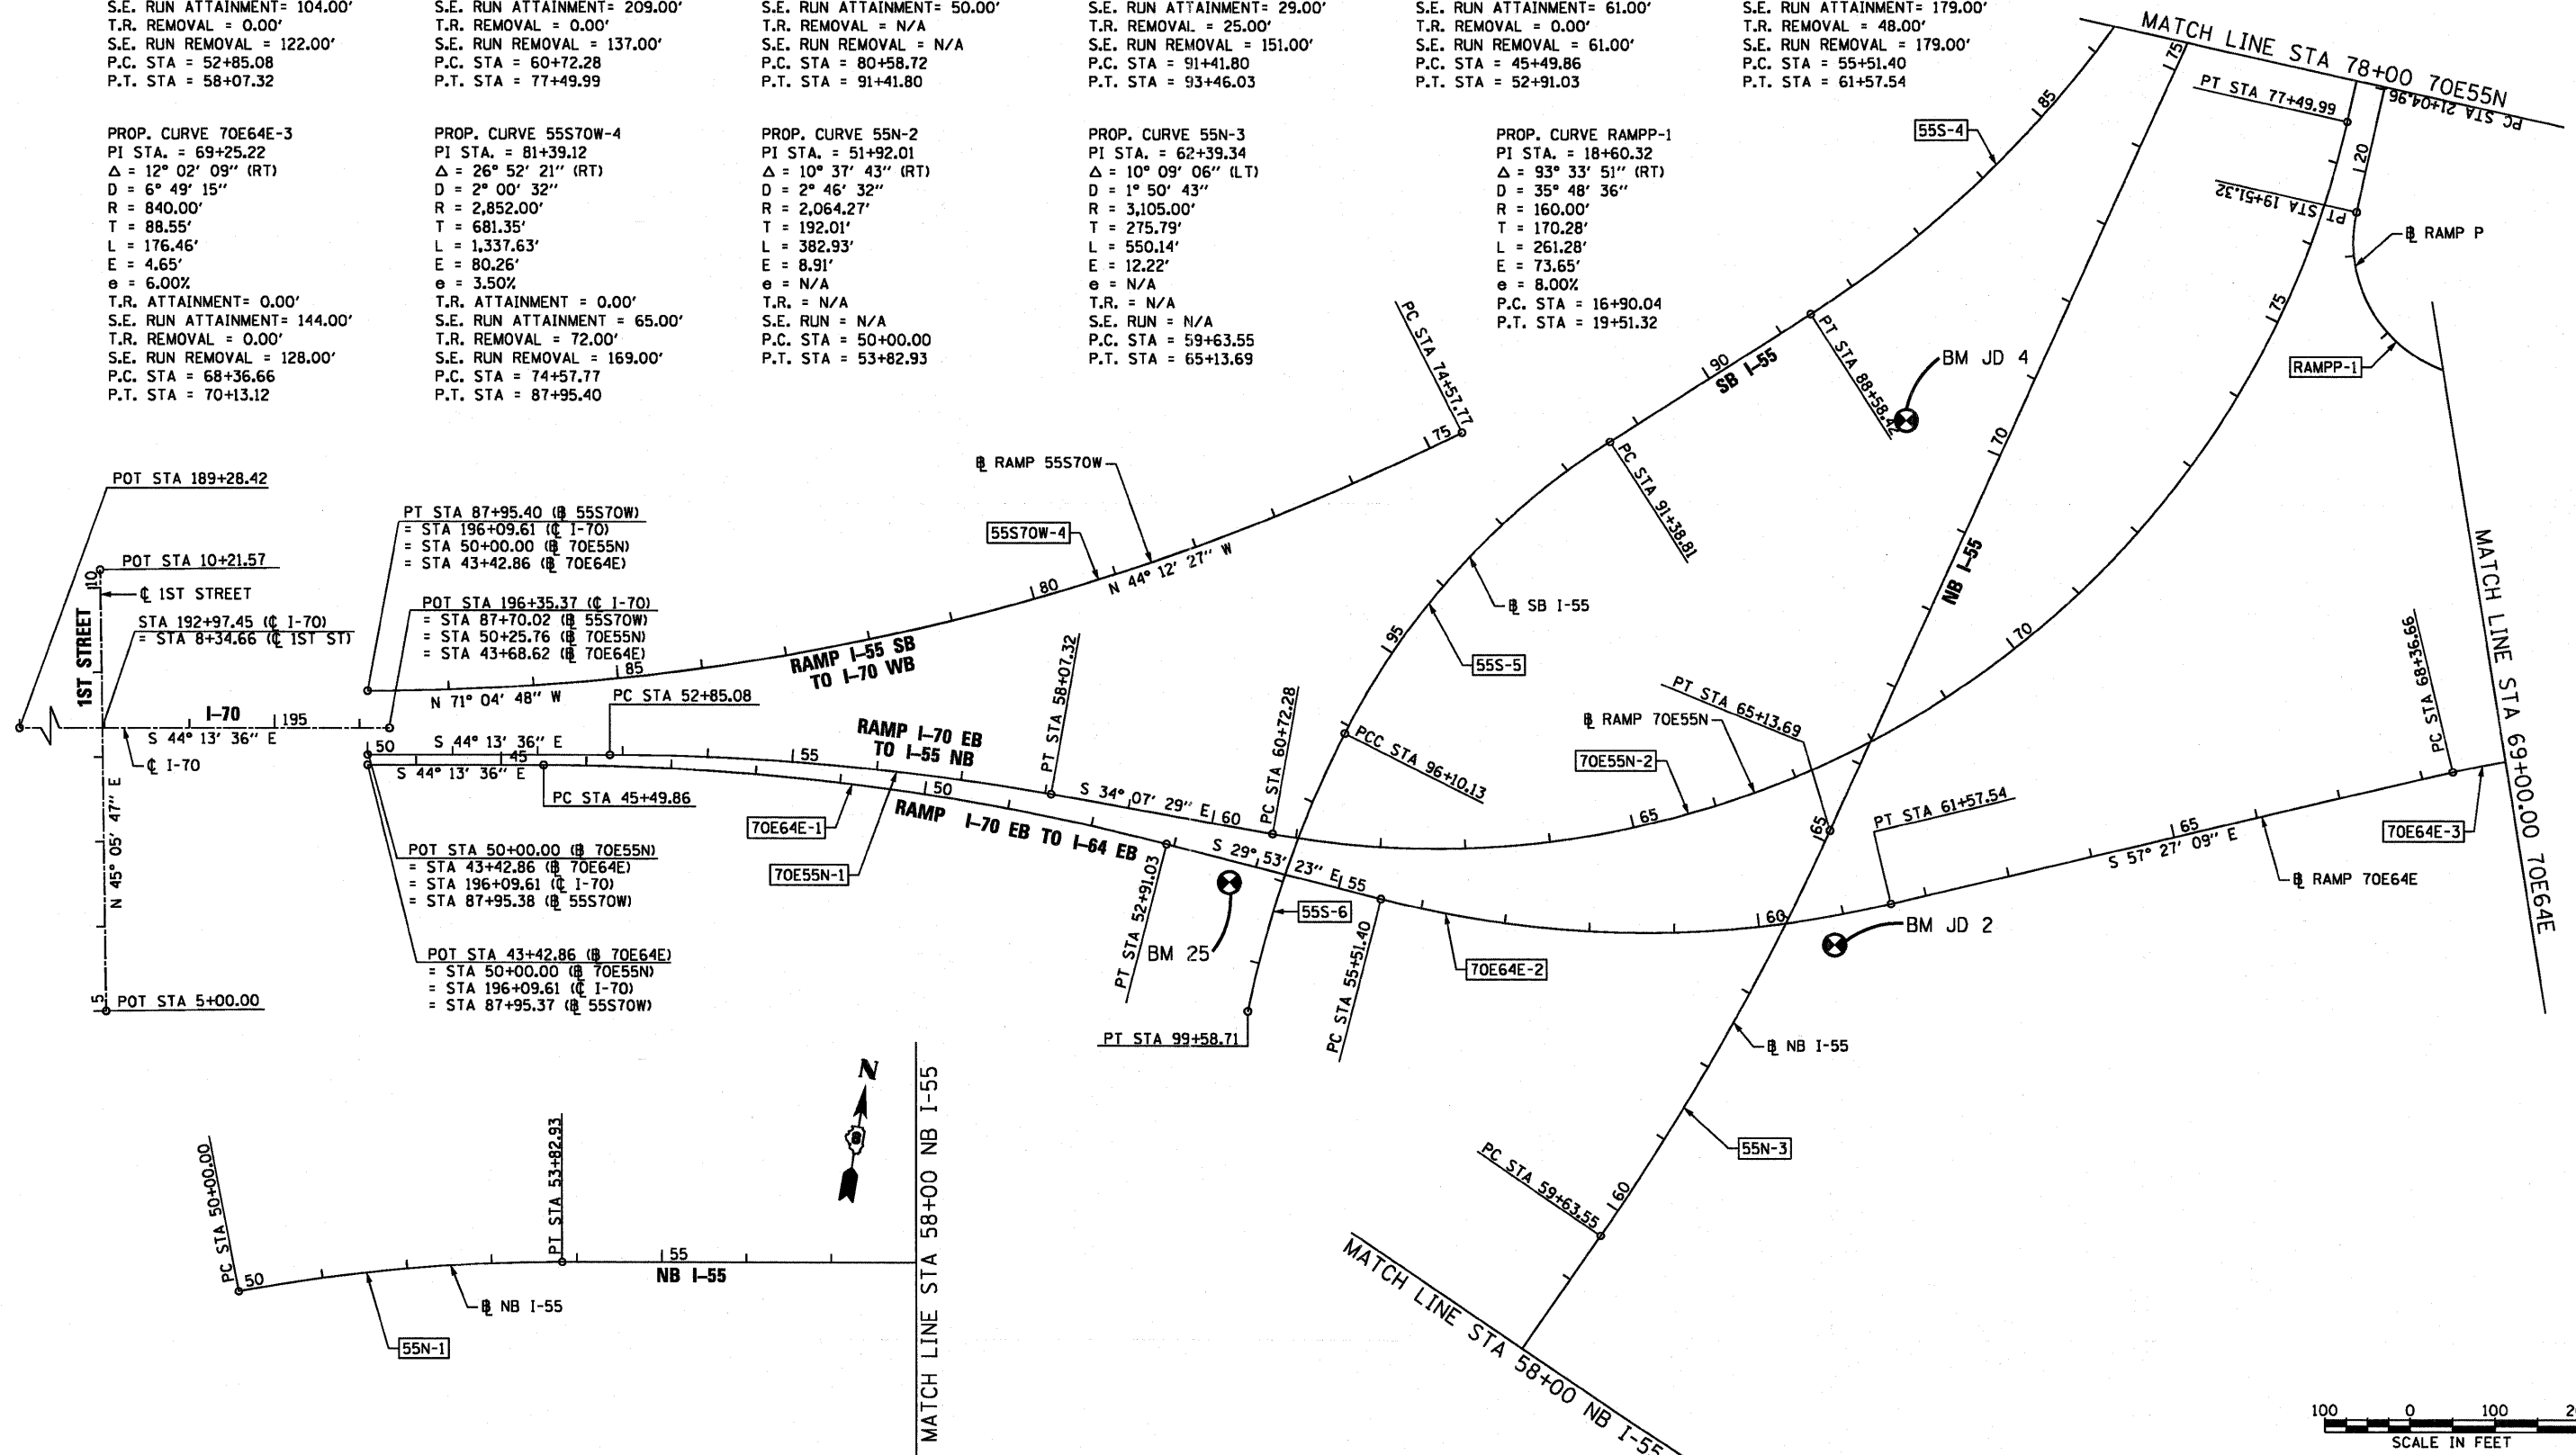 S.E. RUN ATTAINMENT= 104.00'
T.R. REMOVAL = 0.00'
S.E. RUN REMOVAL = 122.00'
P.C. STA = 52+85.08
P.T. STA = 58+07.32
S.E. RUN ATTAINMENT= 209.00'
T.R. REMOVAL = 0.00'
S.E. RUN REMOVAL = 137.00'
P.C. STA = 60+72.28
P.T. STA = 77+49.99
S.E. RUN ATTAINMENT= 50.00'
T.R. REMOVAL = N/A
S.E. RUN REMOVAL = N/A
P.C. STA = 80+58.72
P.T. STA = 91+41.80
S.E. RUN ATTAINMENT= 29.00'
T.R. REMOVAL = 25.00'
S.E. RUN REMOVAL = 151.00'
P.C. STA = 91+41.80
P.T. STA = 93+46.03
S.E. RUN ATTAINMENT= 61.00'
T.R. REMOVAL = 0.00'
S.E. RUN REMOVAL = 61.00'
P.C. STA = 45+49.86
P.T. STA = 52+91.03
S.E. RUN ATTAINMENT= 179.00'
T.R. REMOVAL = 48.00'
S.E. RUN REMOVAL = 179.00'
P.C. STA = 55+51.40
P.T. STA = 61+57.54
PROP. CURVE 70E64E-3
PI STA. = 69+25.22
Δ = 12° 02' 09" (RT)
D = 6° 49' 15"
R = 840.00'
T = 88.55'
L = 176.46'
E = 4.65'
e = 6.00%
T.R. ATTAINMENT= 0.00'
S.E. RUN ATTAINMENT= 144.00'
T.R. REMOVAL = 0.00'
S.E. RUN REMOVAL = 128.00'
P.C. STA = 68+36.66
P.T. STA = 70+13.12
PROP. CURVE 55S70W-4
PI STA. = 81+39.12
Δ = 26° 52' 21" (RT)
D = 2° 00' 32"
R = 2,852.00'
T = 681.35'
L = 1,337.63'
E = 80.26'
e = 3.50%
T.R. ATTAINMENT = 0.00'
S.E. RUN ATTAINMENT = 65.00'
T.R. REMOVAL = 72.00'
S.E. RUN REMOVAL = 169.00'
P.C. STA = 74+57.77
P.T. STA = 87+95.40
PROP. CURVE 55N-2
PI STA. = 51+92.01
Δ = 10° 37' 43" (RT)
D = 2° 46' 32"
R = 2,064.27'
T = 192.01'
L = 382.93'
E = 8.91'
e = N/A
T.R. = N/A
S.E. RUN = N/A
P.C. STA = 50+00.00
P.T. STA = 53+82.93
PROP. CURVE 55N-3
PI STA. = 62+39.34
Δ = 10° 09' 06" (LT)
D = 1° 50' 43"
R = 3,105.00'
T = 275.79'
L = 550.14'
E = 12.22'
e = N/A
T.R. = N/A
S.E. RUN = N/A
P.C. STA = 59+63.55
P.T. STA = 65+13.69
PROP. CURVE RAMPP-1
PI STA. = 18+60.32
Δ = 93° 33' 51" (RT)
D = 35° 48' 36"
R = 160.00'
T = 170.28'
L = 261.28'
E = 73.65'
e = 8.00%
P.C. STA = 16+90.04
P.T. STA = 19+51.32
MATCH LINE STA 78+00 70E55N
PT STA 77+49.99
PC STA 21+04.96
20
PT STA 19+51.32
℄ RAMP P
75
RAMPP-1
85
75
55S-4
90
SB I-55
PT STA 88+58.42
BM JD 4
70
PC STA 74+57.77
75
PC STA 91+38.81
NB I-55
MATCH LINE STA 69+00.00 70E64E
℄ RAMP 55S70W
55S70W-4
80
N 44° 12' 27" W
POT STA 189+28.42
POT STA 10+21.57
10
℄ 1ST STREET
1ST STREET
STA 192+97.45 (℄ I-70)
= STA 8+34.66 (℄ 1ST ST)
I-70
195
S 44° 13' 36" E
℄ I-70
N 45° 05' 47" E
5
POT STA 5+00.00
PT STA 87+95.40 (℄ 55S70W)
= STA 196+09.61 (℄ I-70)
= STA 50+00.00 (℄ 70E55N)
= STA 43+42.86 (℄ 70E64E)
POT STA 196+35.37 (℄ I-70)
= STA 87+70.02 (℄ 55S70W)
= STA 50+25.76 (℄ 70E55N)
= STA 43+68.62 (℄ 70E64E)
85
RAMP I-55 SB
TO I-70 WB
N 71° 04' 48" W
PC STA 52+85.08
50
S 44° 13' 36" E
45
S 44° 13' 36" E
PC STA 45+49.86
55
RAMP I-70 EB
TO I-55 NB
PT STA 58+07.32
50
RAMP I-70 EB TO I-64 EB
70E64E-1
70E55N-1
S 34° 07' 29" E
60
PC STA 60+72.28
PCC STA 96+10.13
95
℄ SB I-55
55S-5
POT STA 50+00.00 (℄ 70E55N)
= STA 43+42.86 (℄ 70E64E)
= STA 196+09.61 (℄ I-70)
= STA 87+95.38 (℄ 55S70W)
POT STA 43+42.86 (℄ 70E64E)
= STA 50+00.00 (℄ 70E55N)
= STA 196+09.61 (℄ I-70)
= STA 87+95.37 (℄ 55S70W)
PT STA 52+91.03
BM 25
S 29° 53' 23" E
55
55S-6
PC STA 55+51.40
PT STA 99+58.71
70E64E-2
℄ RAMP 70E55N
70E55N-2
65
70
PT STA 65+13.69
65
60
PT STA 61+57.54
BM JD 2
65
S 57° 27' 09" E
℄ RAMP 70E64E
PC STA 68+36.66
70E64E-3
℄ NB I-55
55N-3
PC STA 59+63.55
60
MATCH LINE STA 58+00 NB I-55
N
8
PC STA 50+00.00
50
PT STA 53+82.93
55
NB I-55
℄ NB I-55
55N-1
MATCH LINE STA 58+00 NB I-55
100 0 100
SCALE IN FEET